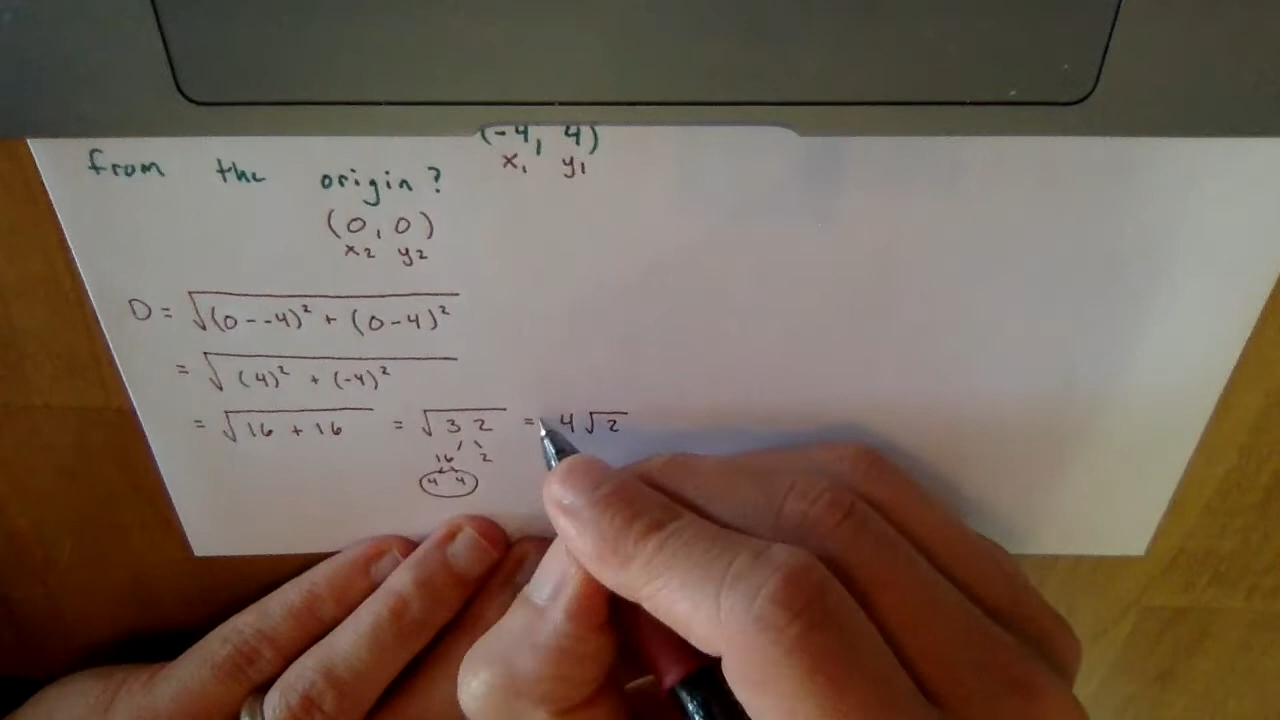 (-4, 4)
x₁ y₁
from the origin?
(0, 0)
x₂ y₂
D = √((0--4)² + (0-4)²)
= √((4)² + (-4)²)
= √(16 + 16) = √32 = 4√2
16 2
4 4